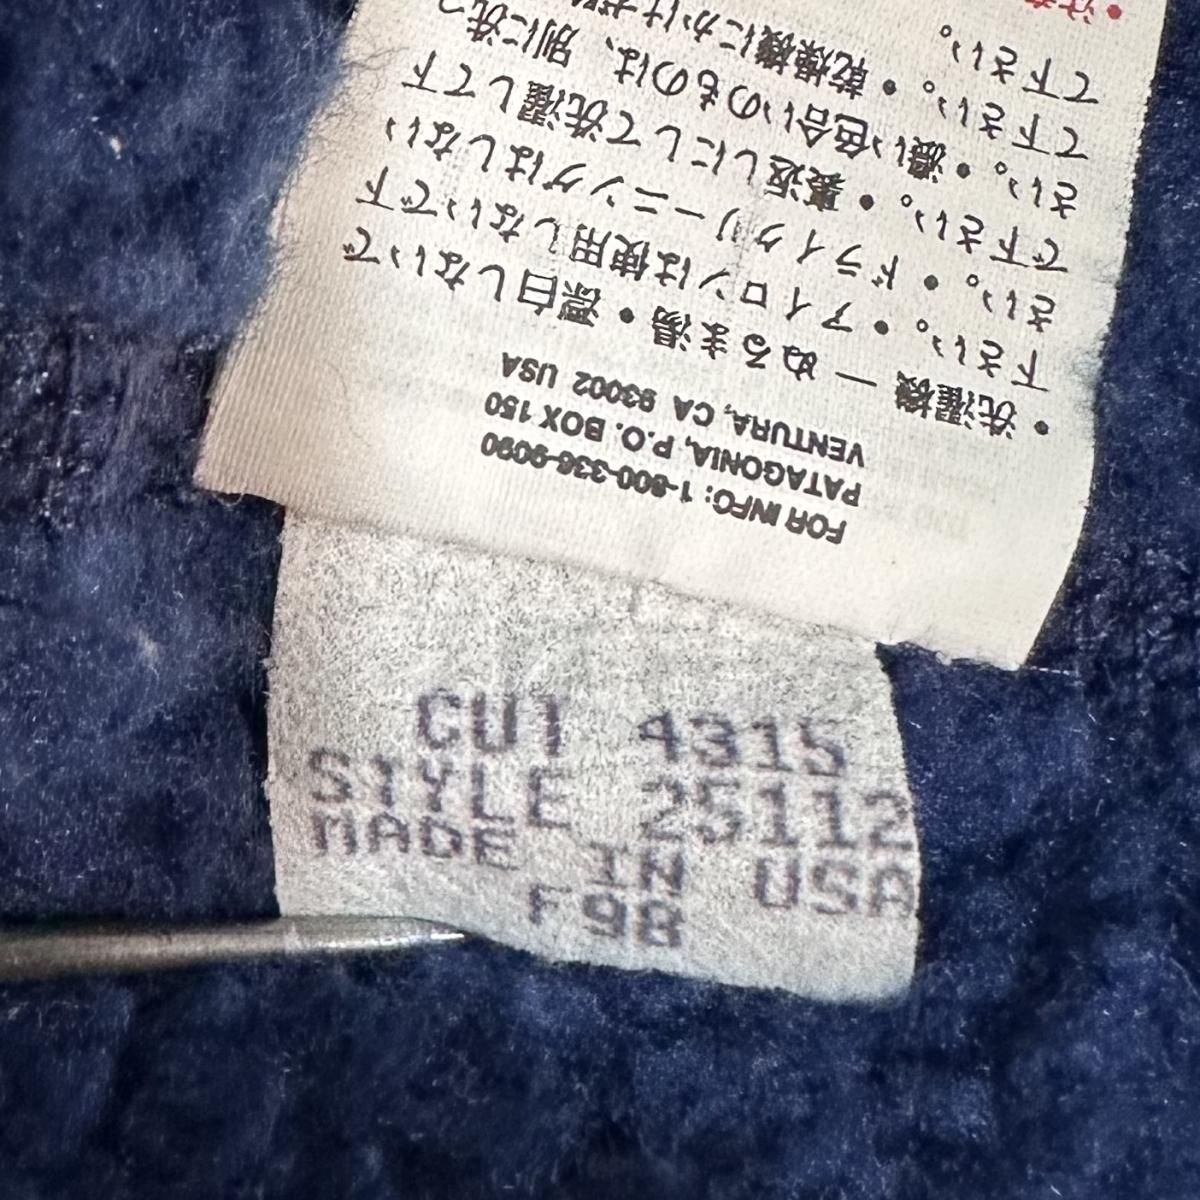 FOR INFO: 1-800-336-9090
PATAGONIA, P.O. BOX 150
VENTURA, CA 93002 USA
• 洗濯機 — ぬるま湯 • 漂白しないで
下さい。 • アイロンは使用しないで下
さい。 • ドライクリーニングはしない
で下さい。 • 裏返しにして洗濯して下
さい。 • 濃い色合いのものは、別に洗っ
て下さい。 • 乾燥機にかけ
て下さい。
CUT 4315
STYLE 25112
MADE IN USA
F98